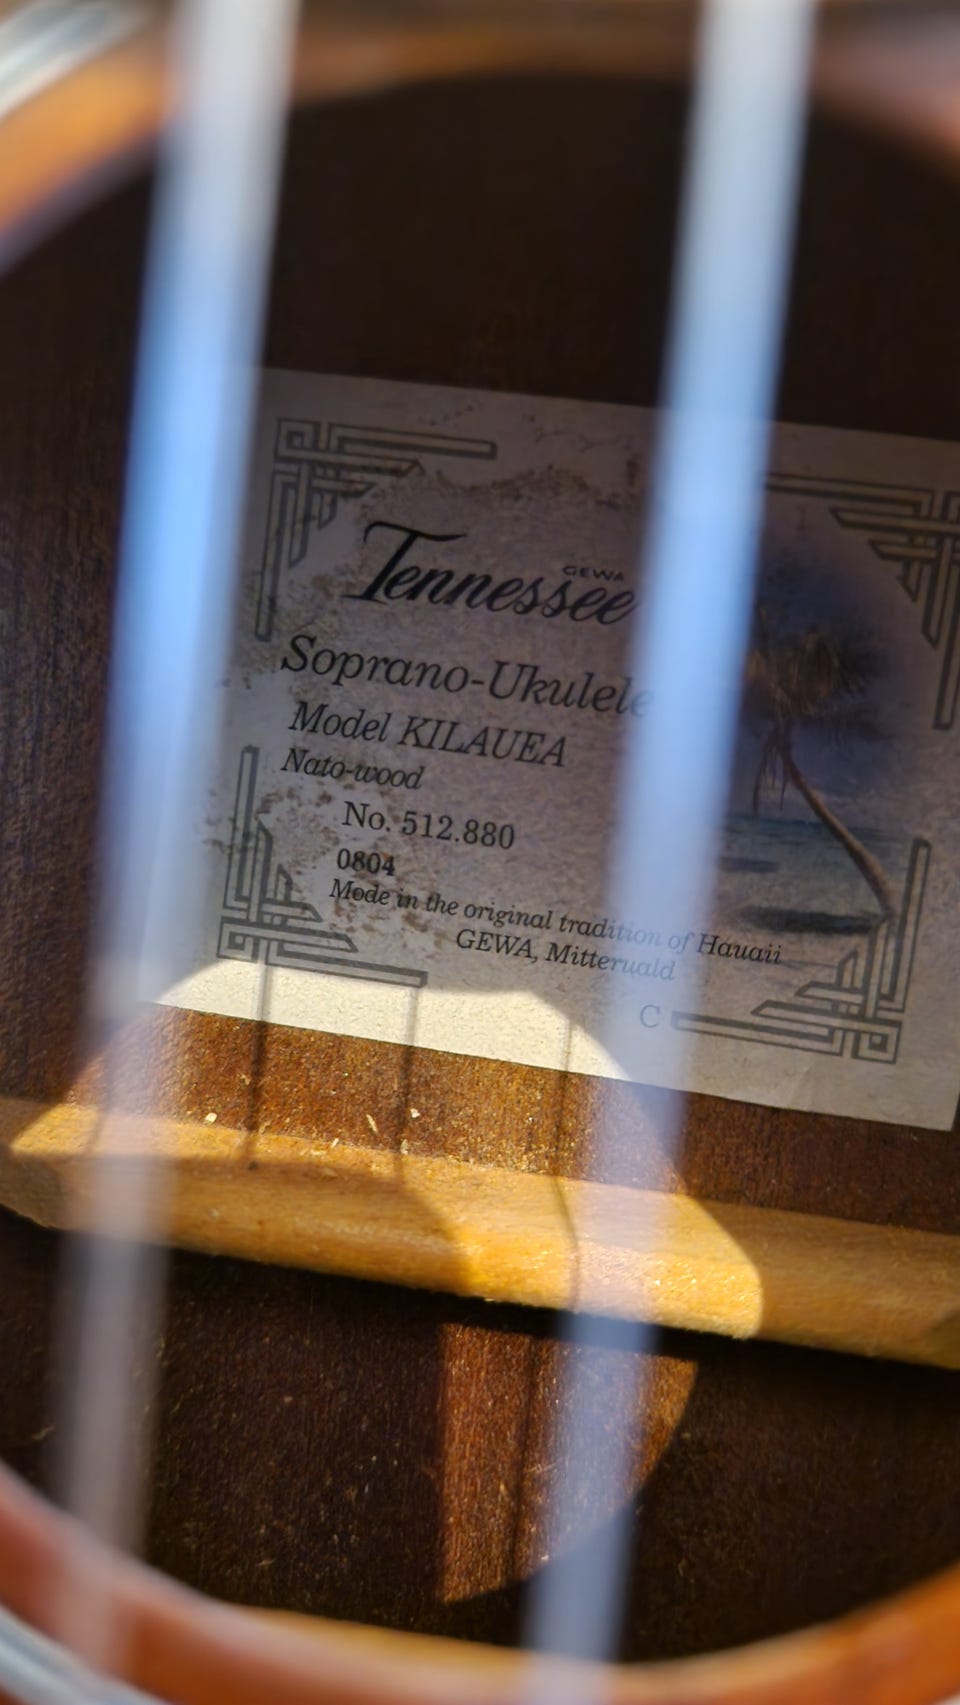 Tennessee
GEWA
Soprano-Ukulele
Model KILAUEA
Nato-wood
No. 512.880
0804
Mode in the original tradition of Hauaii
GEWA, Mitteruald
C